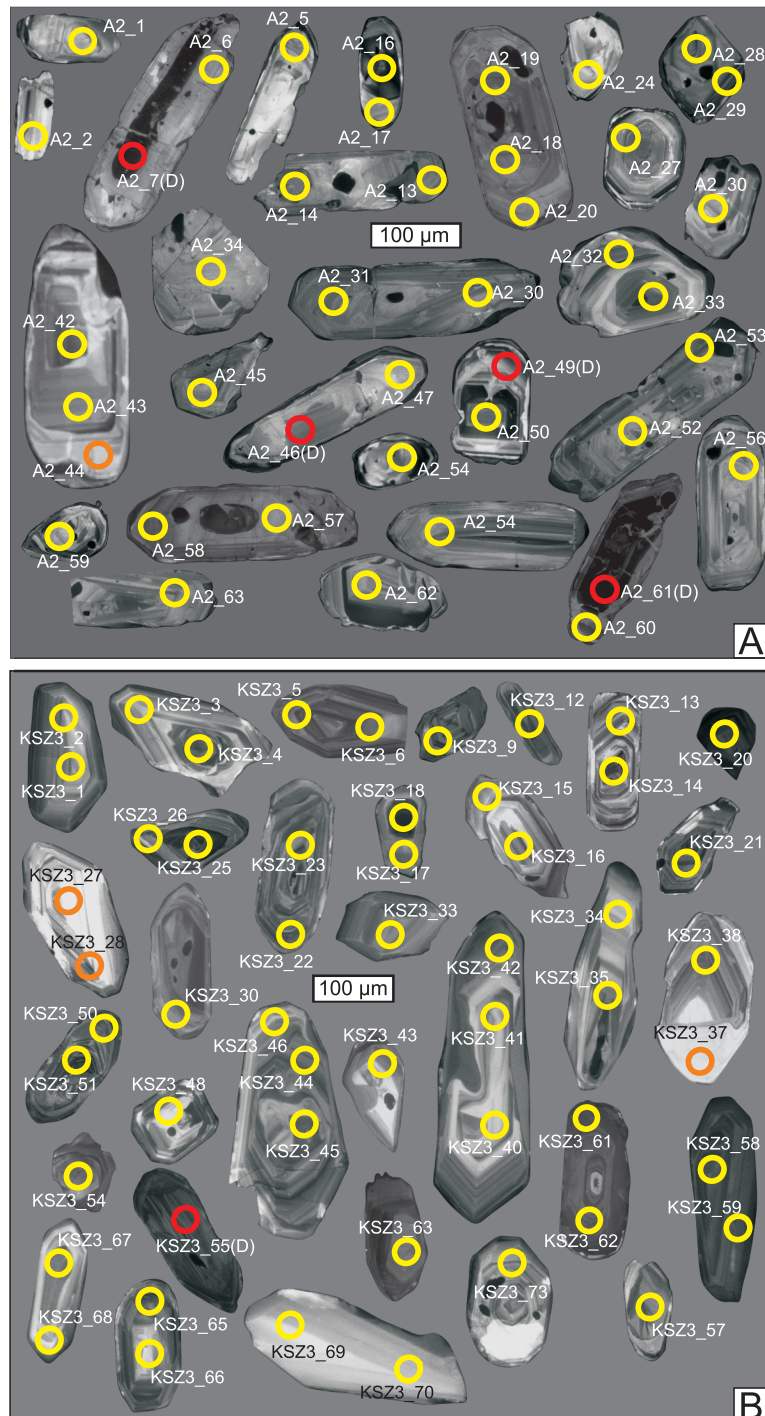 A2_1
A2_6
A2_5
A2_16
A2_19
A2_28
A2_24
A2_29
A2_2
A2_17
A2_18
A2_27
A2_7(D)
A2_13
A2_14
A2_30
A2_20
100 µm
A2_34
A2_32
A2_31
A2_30
A2_33
A2_42
A2_53
A2_45
A2_49(D)
A2_47
A2_43
A2_50
A2_52
A2_46(D)
A2_56
A2_44
A2_54
A2_57
A2_54
A2_58
A2_59
A2_63
A2_62
A2_61(D)
A2_60
A
KSZ3_5
KSZ3_3
KSZ3_12
KSZ3_13
KSZ3_2
KSZ3_4
KSZ3_6
KSZ3_9
KSZ3_20
KSZ3_1
KSZ3_14
KSZ3_18
KSZ3_15
KSZ3_26
KSZ3_25
KSZ3_23
KSZ3_16
KSZ3_21
KSZ3_17
KSZ3_27
KSZ3_33
KSZ3_34
KSZ3_28
KSZ3_22
KSZ3_38
KSZ3_42
KSZ3_35
KSZ3_30
100 µm
KSZ3_50
KSZ3_41
KSZ3_37
KSZ3_43
KSZ3_46
KSZ3_51
KSZ3_44
KSZ3_48
KSZ3_45
KSZ3_40
KSZ3_61
KSZ3_58
KSZ3_54
KSZ3_59
KSZ3_55(D)
KSZ3_63
KSZ3_62
KSZ3_67
KSZ3_73
KSZ3_68
KSZ3_65
KSZ3_57
KSZ3_69
KSZ3_66
KSZ3_70
B